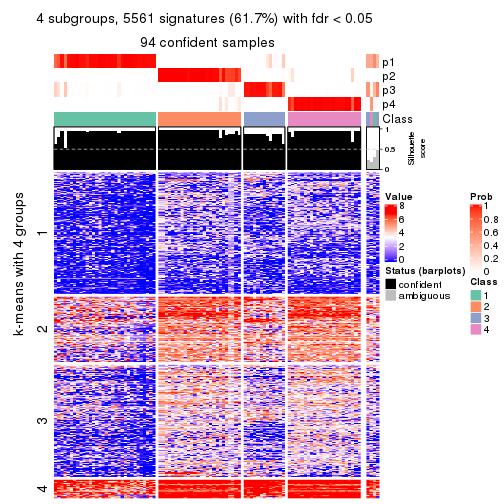 4 subgroups, 5561 signatures (61.7%) with fdr < 0.05
94 confident samples
p1
p2
p3
p4
Class
1
0.5
0
Silhouette
score
k-means with 4 groups
1
2
3
4
Value
8
6
4
2
0
Status (barplots)
confident
ambiguous
Prob
1
0.8
0.6
0.4
0.2
0
Class
1
2
3
4